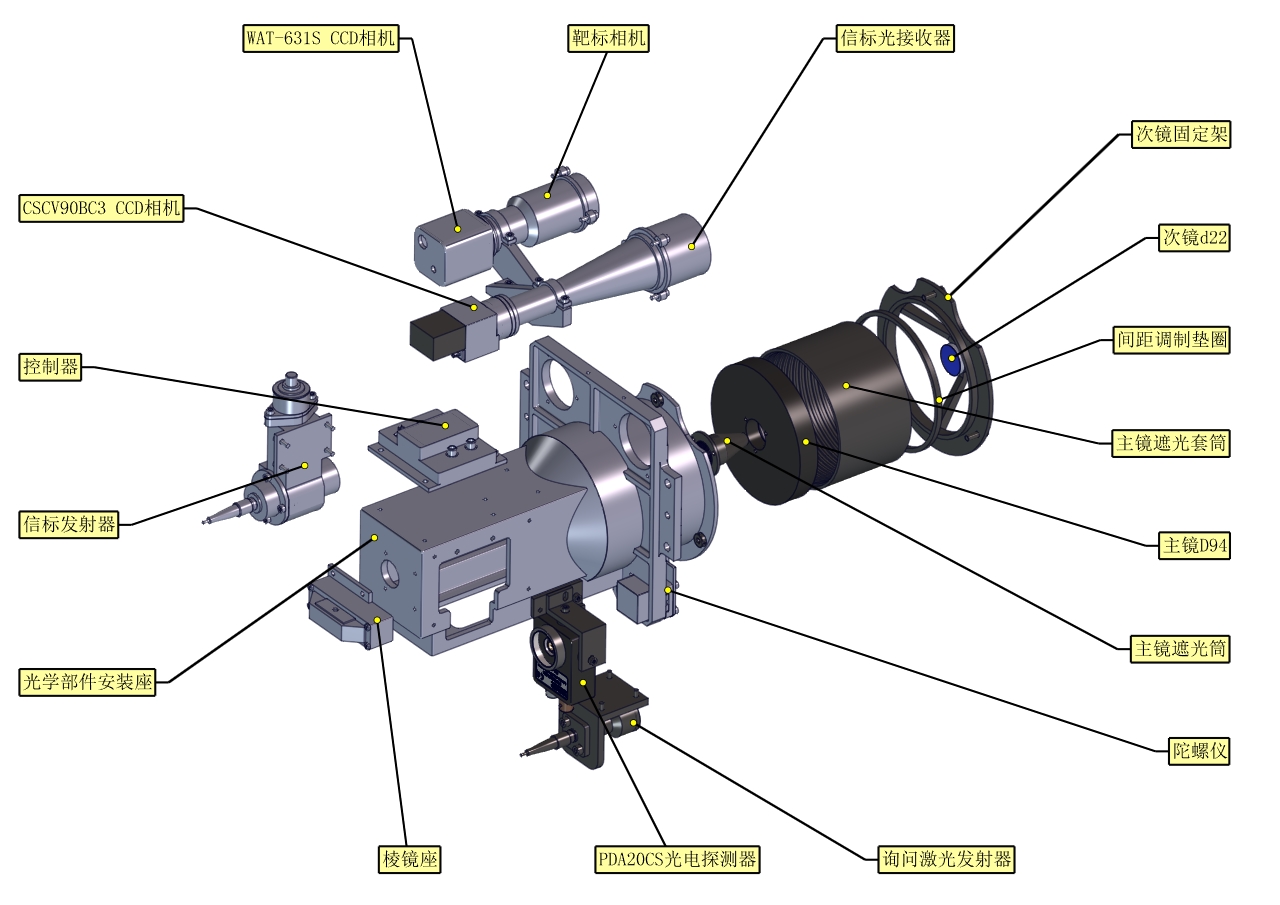 WAT-631S CCD相机
靶标相机
信标光接收器
次镜固定架
CSCV90BC3 CCD相机
次镜d22
间距调制垫圈
控制器
主镜遮光套筒
信标发射器
主镜D94
主镜遮光筒
光学部件安装座
陀螺仪
棱镜座
PDA20CS光电探测器
询问激光发射器